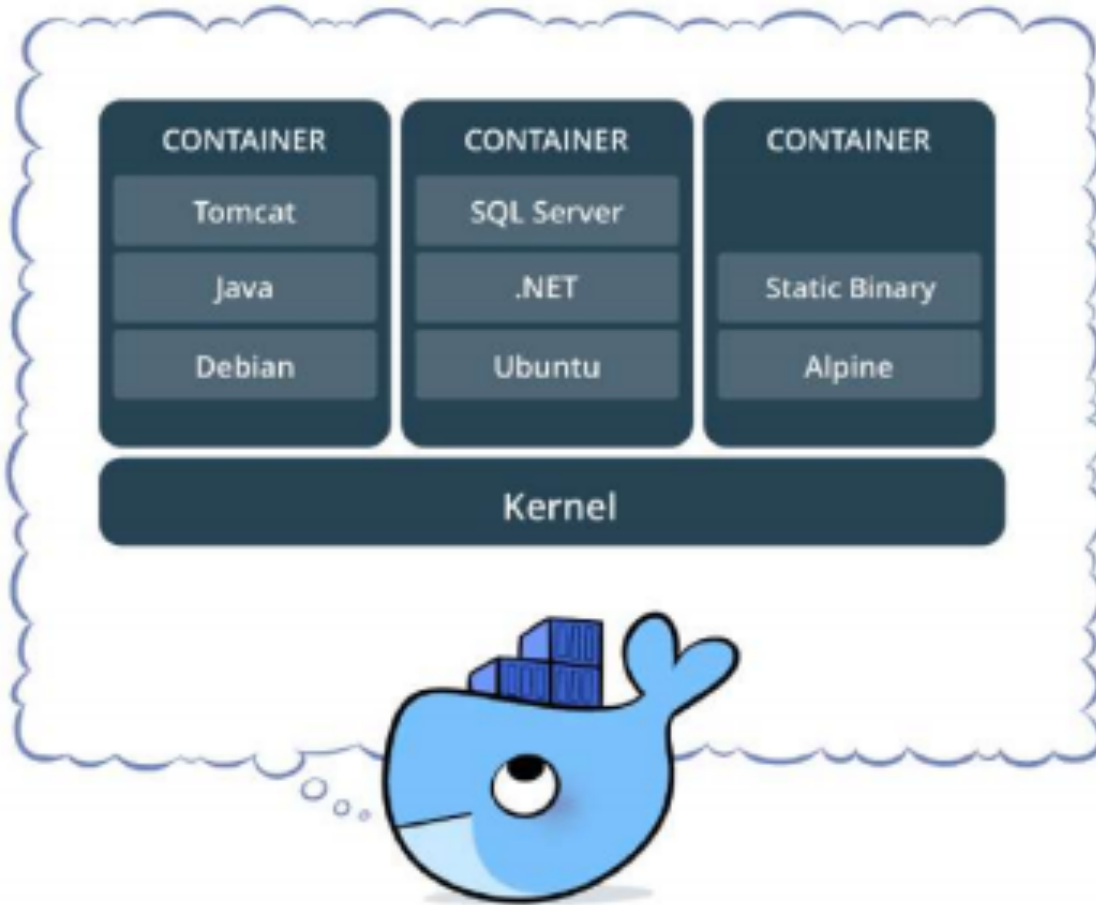 CONTAINER
Tomcat
Java
Debian
CONTAINER
SQL Server
.NET
Ubuntu
CONTAINER
Static Binary
Alpine
Kernel